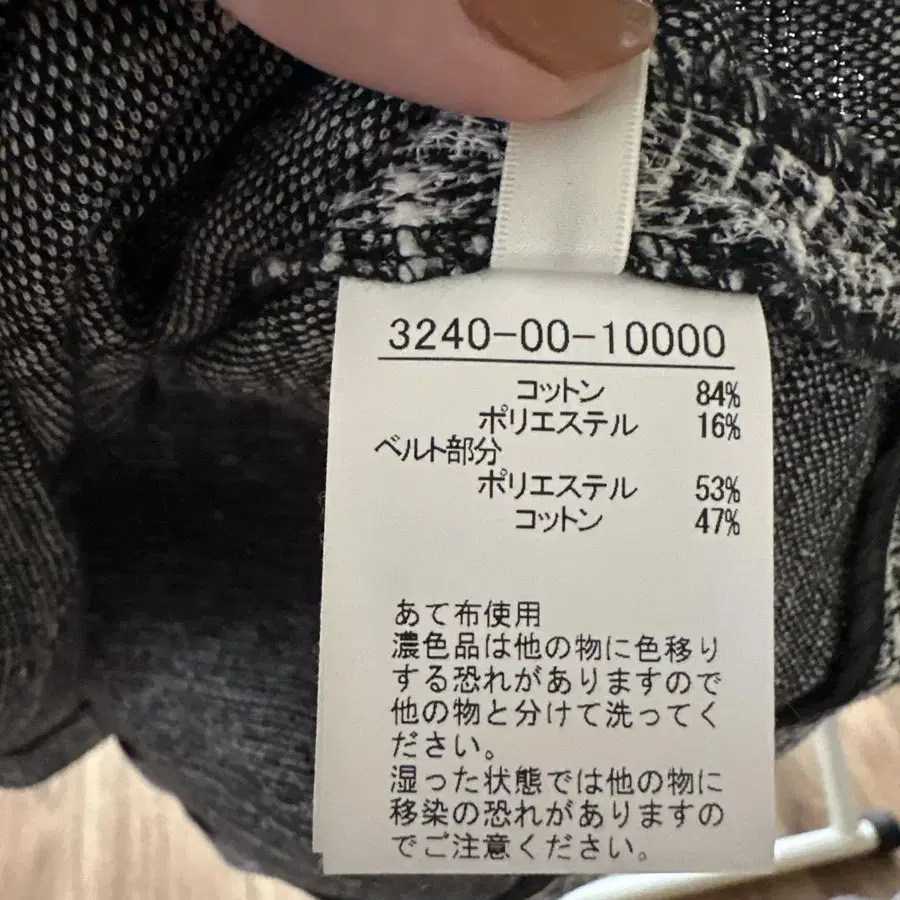 3240-00-10000
コットン 84%
ポリエステル 16%
ベルト部分
ポリエステル 53%
コットン 47%
あて布使用
濃色品は他の物に色移り
する恐れがありますので
他の物と分けて洗ってく
ださい。
湿った状態では他の物に
移染の恐れがありますの
でご注意ください。